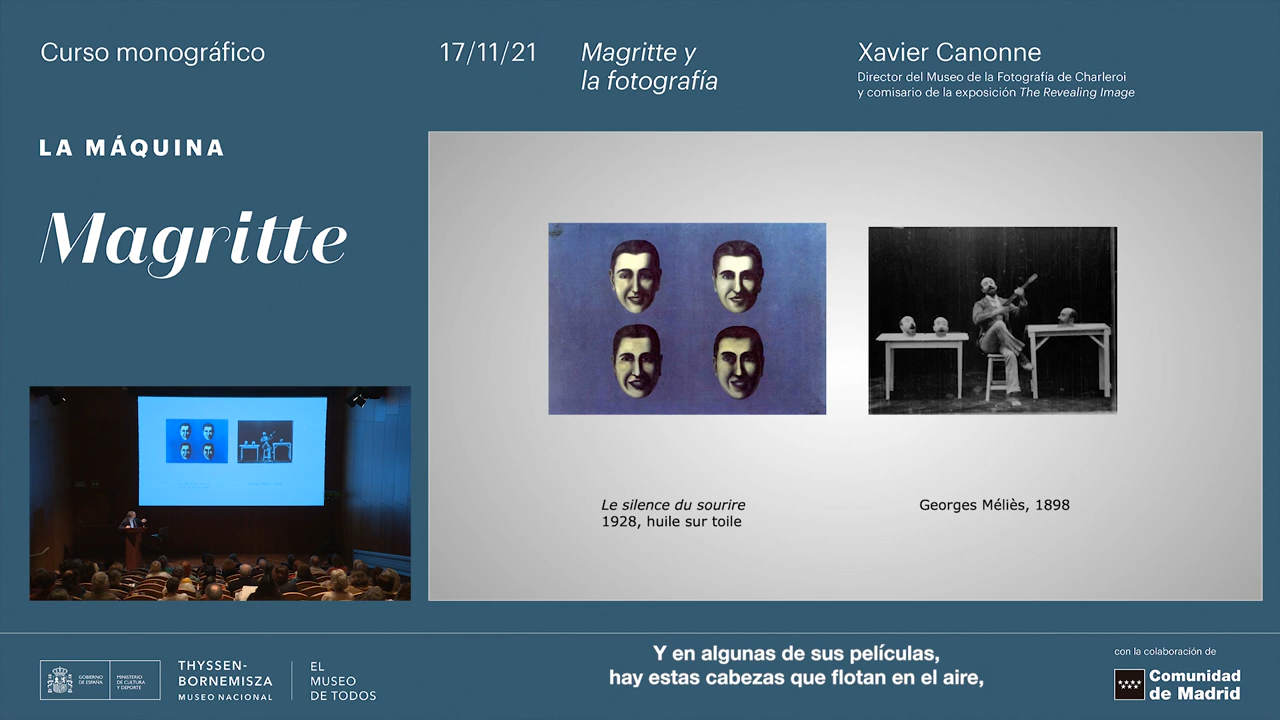 Curso monográfico
17/11/21
Magritte y
la fotografía
Xavier Canonne
Director del Museo de la Fotografía de Charleroi
y comisario de la exposición The Revealing Image
LA MÁQUINA
Magritte
Le silence du sourire
1928, huile sur toile
Georges Méliès, 1898
Y en algunas de sus películas,
hay estas cabezas que flotan en el aire,
GOBIERNO
DE ESPAÑA
MINISTERIO
DE CULTURA
Y DEPORTE
THYSSEN-
BORNEMISZA
MUSEO NACIONAL
EL
MUSEO
DE TODOS
con la colaboración de
Comunidad
de Madrid